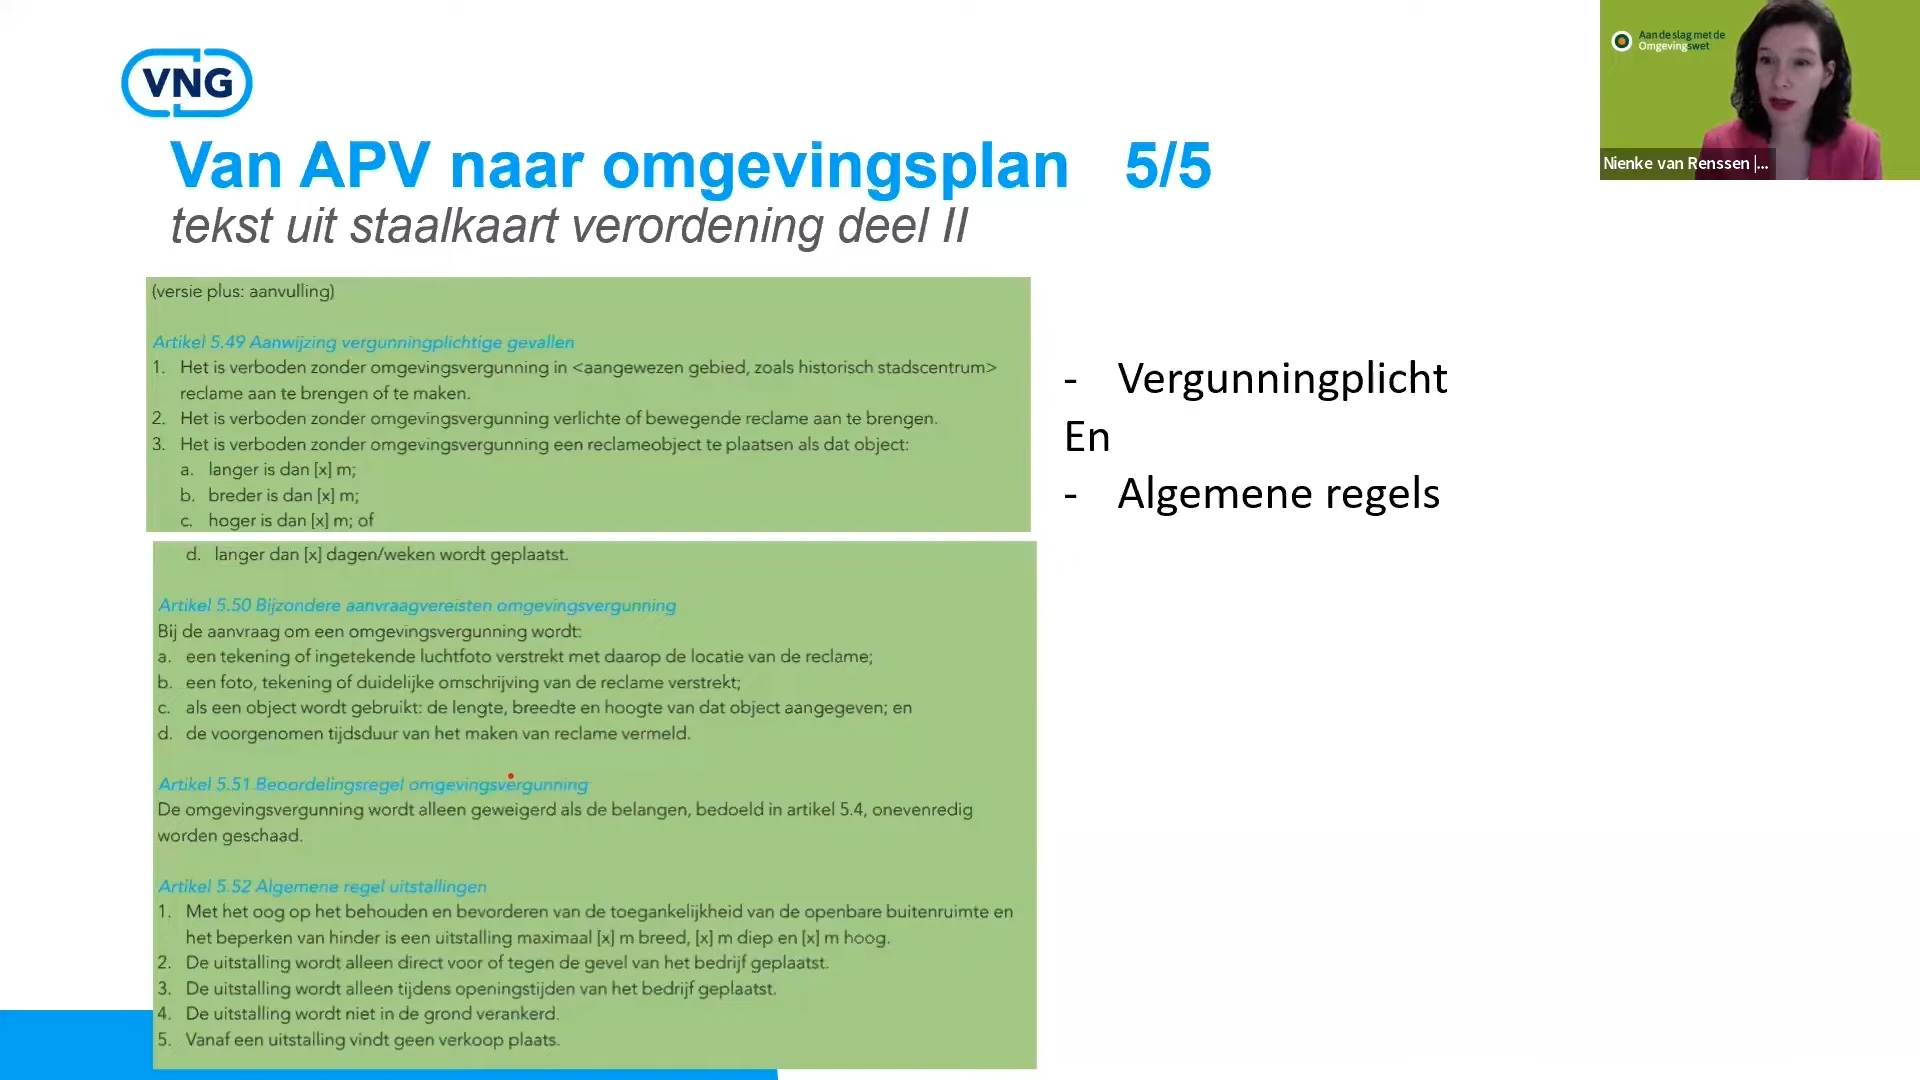 VNG
Aan de slag met de
Omgevingswet
Nienke van Renssen |...
Van APV naar omgevingsplan 5/5
tekst uit staalkaart verordening deel II
(versie plus: aanvulling)
Artikel 5.49 Aanwijzing vergunningplichtige gevallen
1. Het is verboden zonder omgevingsvergunning in <aangewezen gebied, zoals historisch stadscentrum>
reclame aan te brengen of te maken.
2. Het is verboden zonder omgevingsvergunning verlichte of bewegende reclame aan te brengen.
3. Het is verboden zonder omgevingsvergunning een reclameobject te plaatsen als dat object:
a. langer is dan [x] m;
b. breder is dan [x] m;
c. hoger is dan [x] m; of
d. langer dan [x] dagen/weken wordt geplaatst.
Artikel 5.50 Bijzondere aanvraagvereisten omgevingsvergunning
Bij de aanvraag om een omgevingsvergunning wordt:
a. een tekening of ingetekende luchtfoto verstrekt met daarop de locatie van de reclame;
b. een foto, tekening of duidelijke omschrijving van de reclame verstrekt;
c. als een object wordt gebruikt: de lengte, breedte en hoogte van dat object aangegeven; en
d. de voorgenomen tijdsduur van het maken van reclame vermeld.
Artikel 5.51 Beoordelingsregel omgevingsvergunning
De omgevingsvergunning wordt alleen geweigerd als de belangen, bedoeld in artikel 5.4, onevenredig
worden geschaad.
Artikel 5.52 Algemene regel uitstallingen
1. Met het oog op het behouden en bevorderen van de toegankelijkheid van de openbare buitenruimte en
het beperken van hinder is een uitstalling maximaal [x] m breed, [x] m diep en [x] m hoog.
2. De uitstalling wordt alleen direct voor of tegen de gevel van het bedrijf geplaatst.
3. De uitstalling wordt alleen tijdens openingstijden van het bedrijf geplaatst.
4. De uitstalling wordt niet in de grond verankerd.
5. Vanaf een uitstalling vindt geen verkoop plaats.
- Vergunningplicht
En
- Algemene regels